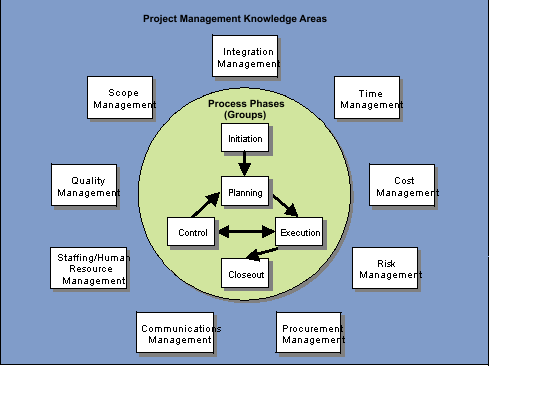 Project Management Knowledge Areas
Integration
Management
Scope
Management
Time
Management
Process Phases
(Groups)
Initiation
Quality
Management
Planning
Cost
Management
Control
Execution
Staffing/Human
Resource
Management
Closeout
Risk
Management
Communications
Management
Procurement
Management